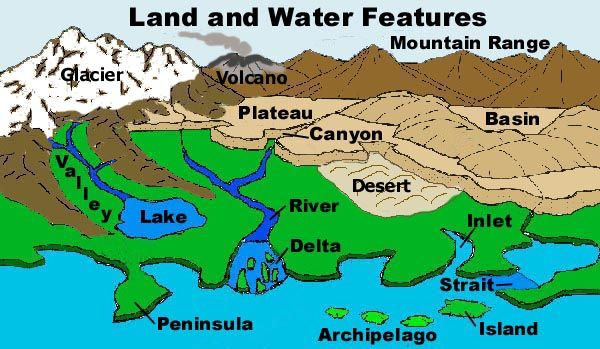 Land and Water Features
Mountain Range
Glacier
Volcano
Plateau
Basin
Canyon
Valley
Desert
Lake
River
Inlet
Delta
Strait
Peninsula
Archipelago
Island